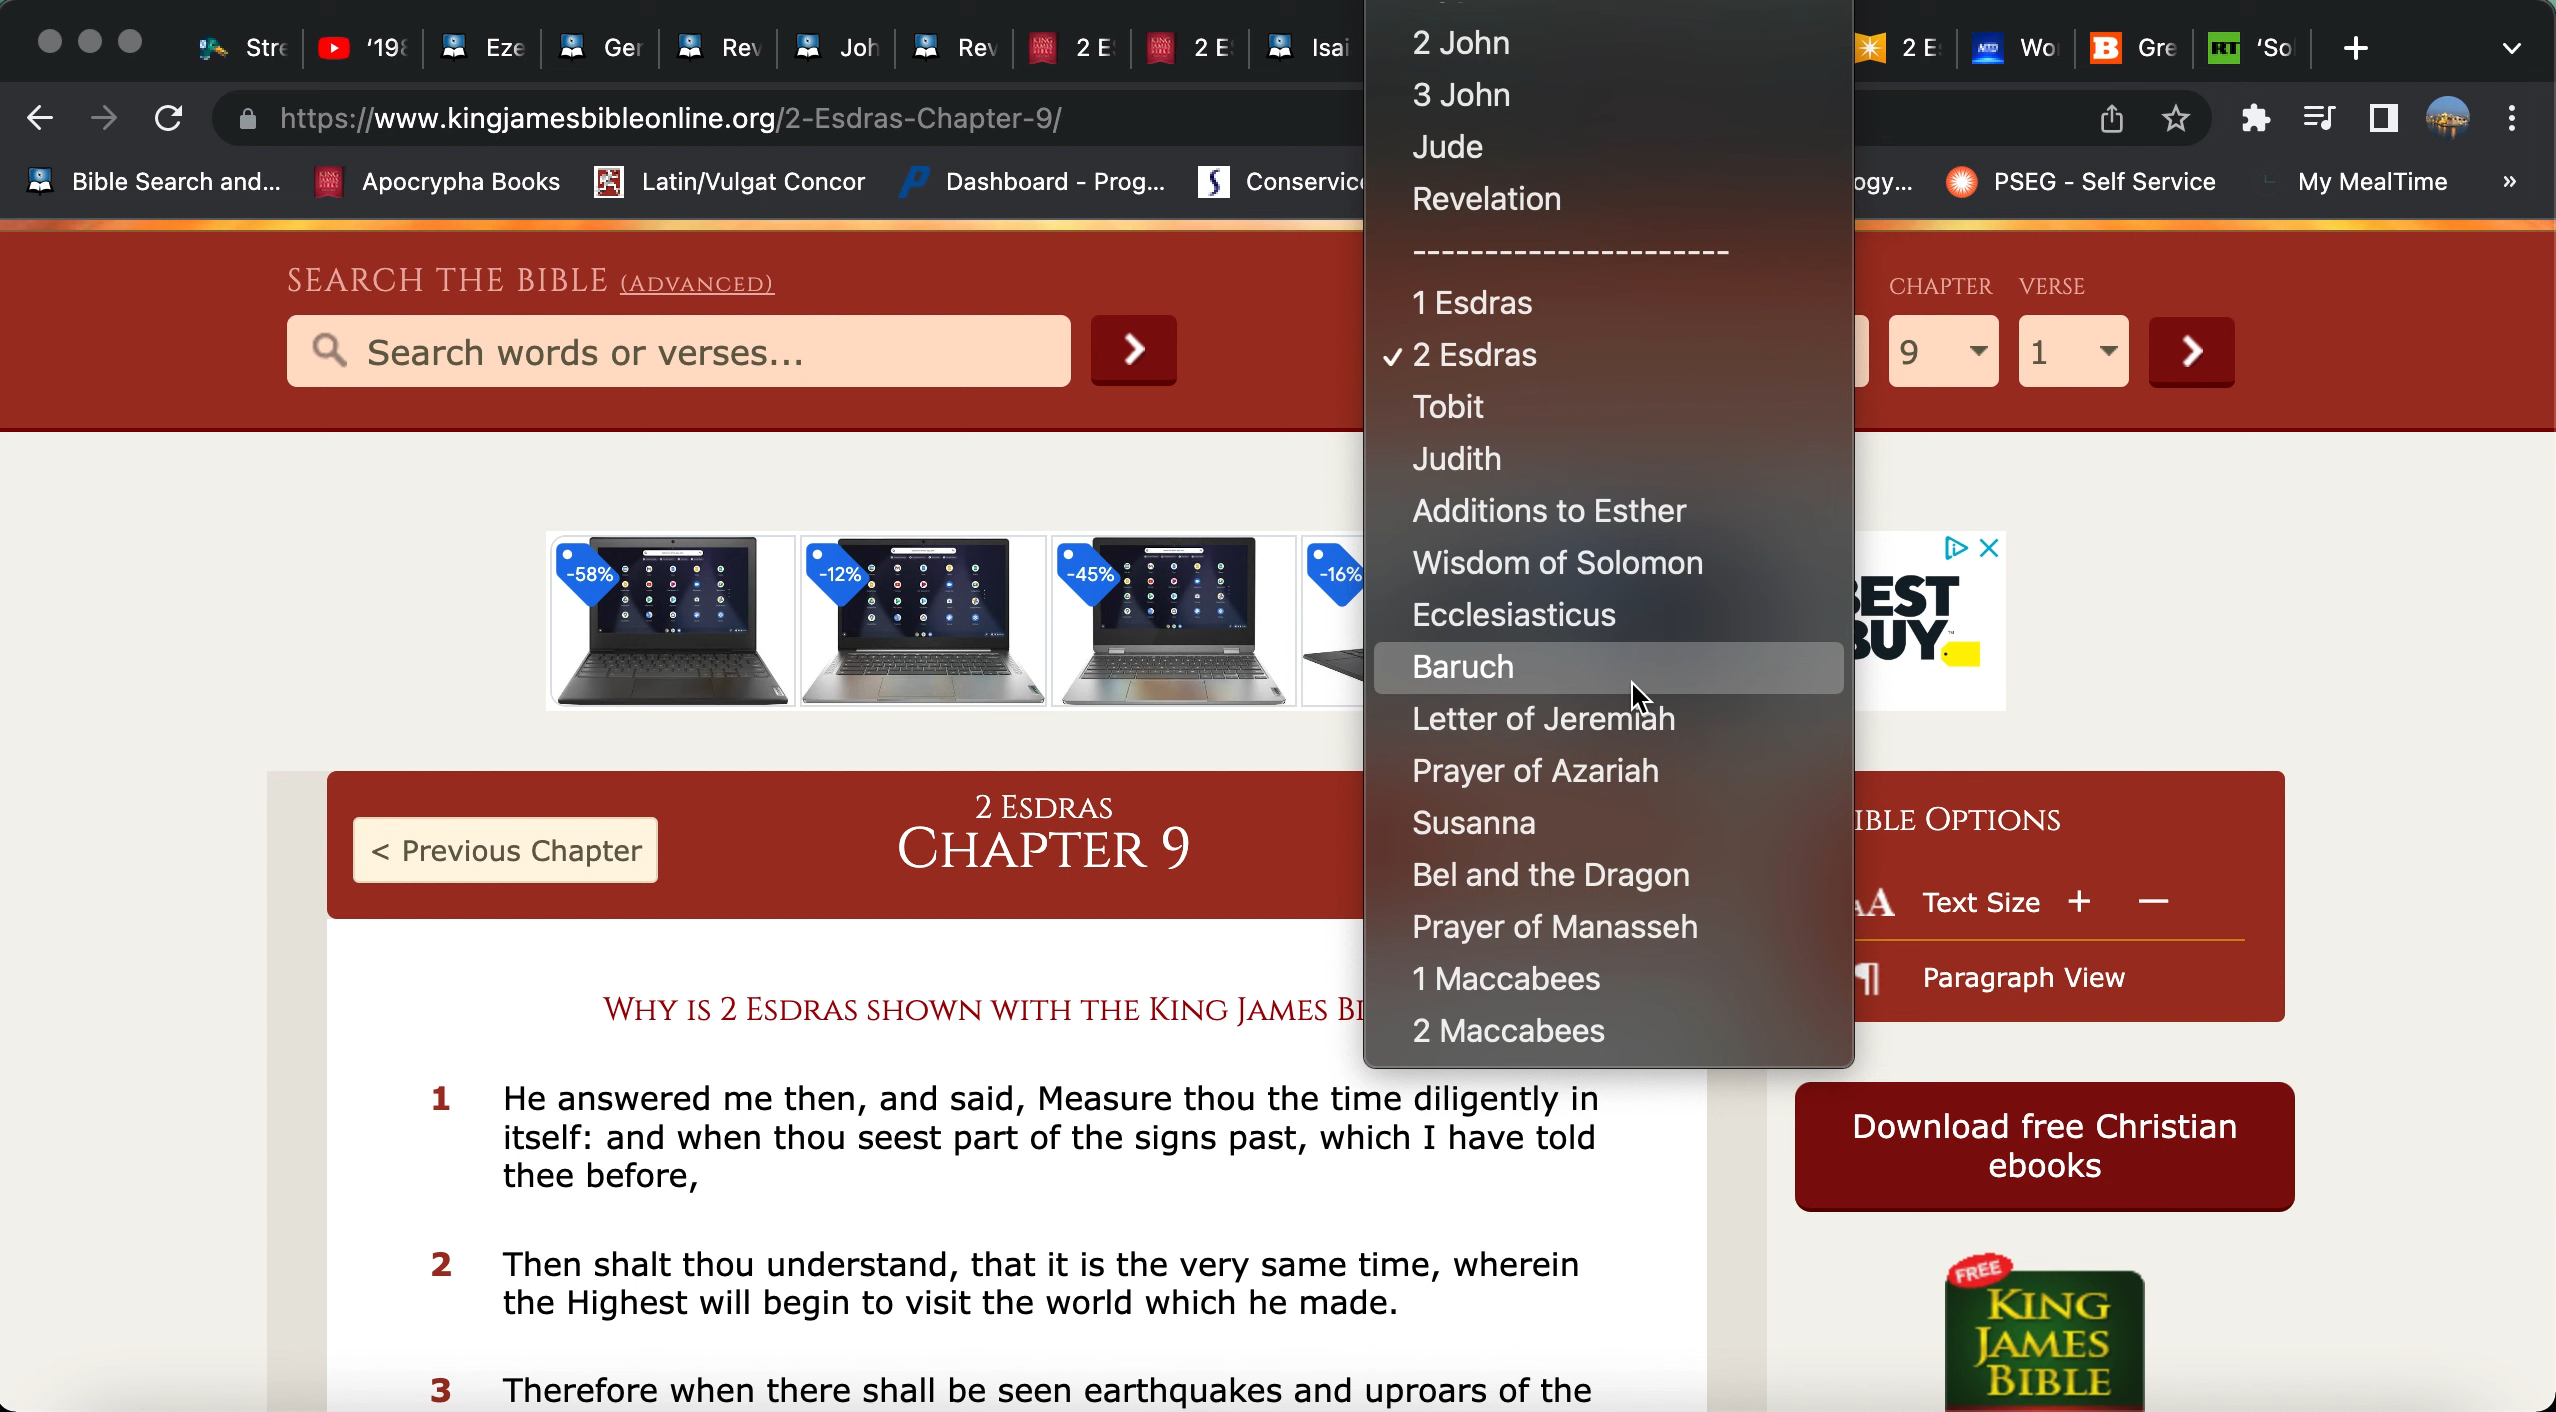 Stre
'198
Eze
Ger
Rev
Joh
Rev
2 E
2 E
Isai
2 E
Wo
Gre
RT
'So
https://www.kingjamesbibleonline.org/2-Esdras-Chapter-9/
Bible Search and...
Apocrypha Books
Latin/Vulgat Concor
Dashboard - Prog...
Conservic
ogy...
PSEG - Self Service
My MealTime
»
SEARCH THE BIBLE (ADVANCED)
Search words or verses...
CHAPTER
VERSE
9
1
2 John
3 John
Jude
Revelation
----------------------
1 Esdras
✓ 2 Esdras
Tobit
Judith
Additions to Esther
Wisdom of Solomon
Ecclesiasticus
Baruch
Letter of Jeremiah
Prayer of Azariah
Susanna
Bel and the Dragon
Prayer of Manasseh
1 Maccabees
2 Maccabees
-58%
-12%
-45%
-16%
BEST
BUY
< Previous Chapter
2 ESDRAS
CHAPTER 9
WHY IS 2 ESDRAS SHOWN WITH THE KING JAMES BI
1 He answered me then, and said, Measure thou the time diligently in
itself: and when thou seest part of the signs past, which I have told
thee before,
2 Then shalt thou understand, that it is the very same time, wherein
the Highest will begin to visit the world which he made.
3 Therefore when there shall be seen earthquakes and uproars of the
IBLE OPTIONS
AA Text Size + —
¶ Paragraph View
Download free Christian
ebooks
FREE
KING
JAMES
BIBLE